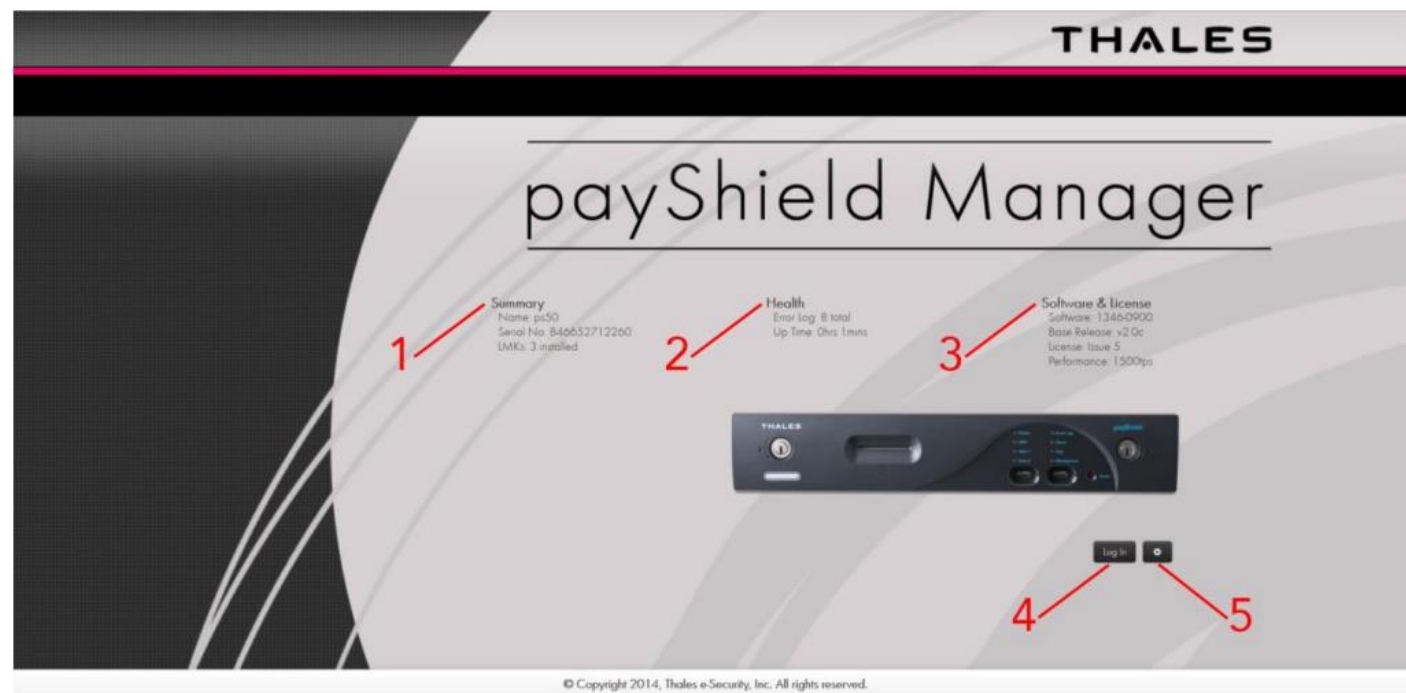 THALES
payShield Manager
Summary
Name: ps50
Serial No: B46652712260
LMKs: 3 installed
1
Health
Error Log: 8 total
Up Time: 0hrs 1mins
2
Software & License
Software: 1346-0900
Base Release: v2.0c
License: Issue 5
Performance: 1500tps
3
THALES
payShield
Log In
4
5
© Copyright 2014, Thales e-Security, Inc. All rights reserved.